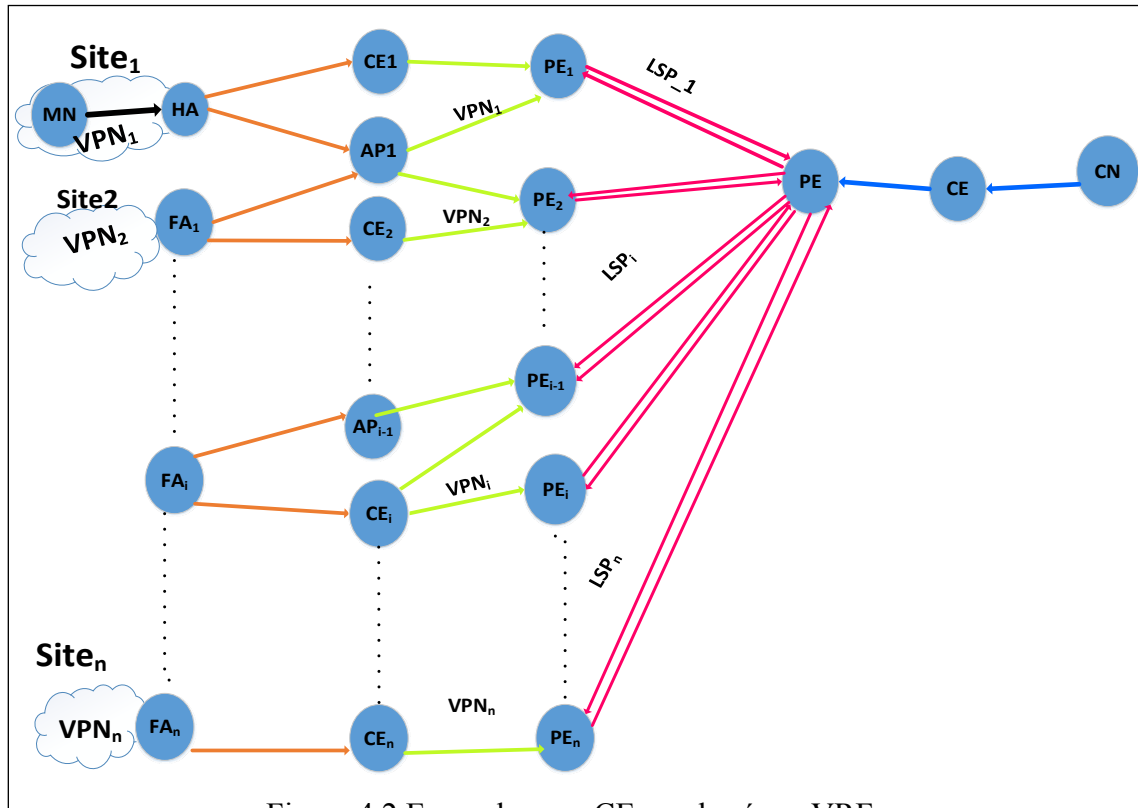 Site1
MN
VPN1
HA
CE1
PE1
LSP_1
AP1
VPN1
PE
CE
CN
Site2
VPN2
FA1
CE2
VPN2
PE2
LSPi
PEi-1
APi-1
FAi
CEi
VPNi
PEi
LSPn
Siten
VPNn
FAn
CEn
VPNn
PEn